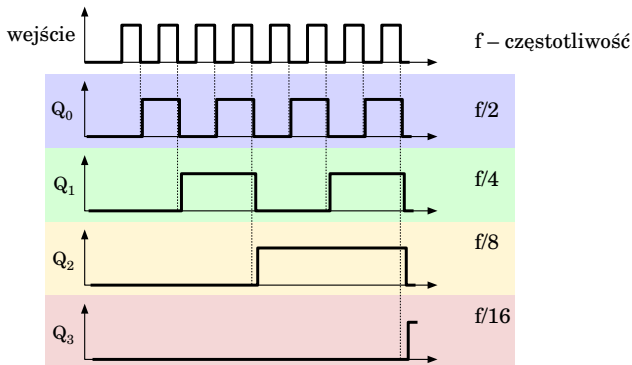 wejście
f – częstotliwość
Q₀
f/2
Q₁
f/4
Q₂
f/8
Q₃
f/16